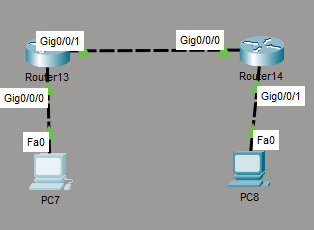 Gig0/0/1
Gig0/0/0
Router13
Router14
Gig0/0/0
Gig0/0/1
Fa0
Fa0
PC7
PC8